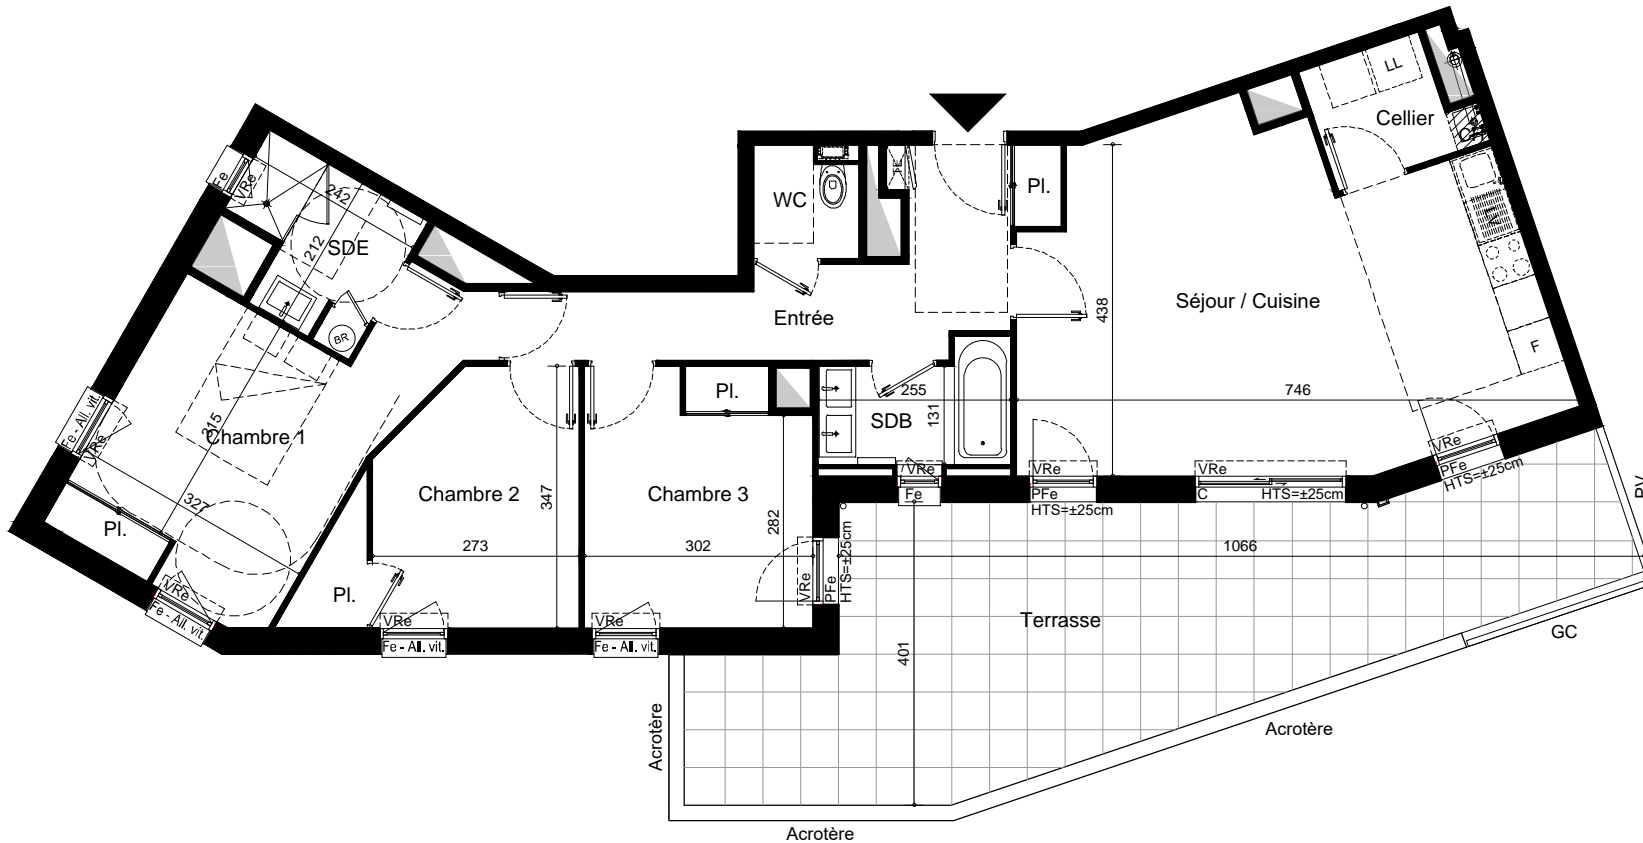 LL
Cellier
Fe
VRe
242
SDE
212
BR
WC
Pl.
Entrée
438
Séjour / Cuisine
F
Fe - All. vit.
VRe
315
Chambre 1
327
Pl.
VRe
Fe - All. vit.
Chambre 2
347
273
Pl.
VRe
Fe - All. vit.
Pl.
Chambre 3
282
302
VRe
Fe - All. vit.
VRe
PFe
HTS=±25cm
255
131
SDB
VRe
Fe
746
VRe
PFe
HTS=±25cm
VRe
C
HTS=±25cm
VRe
PFe
HTS=±25cm
PV
1066
Terrasse
401
GC
Acrotère
Acrotère
Acrotère